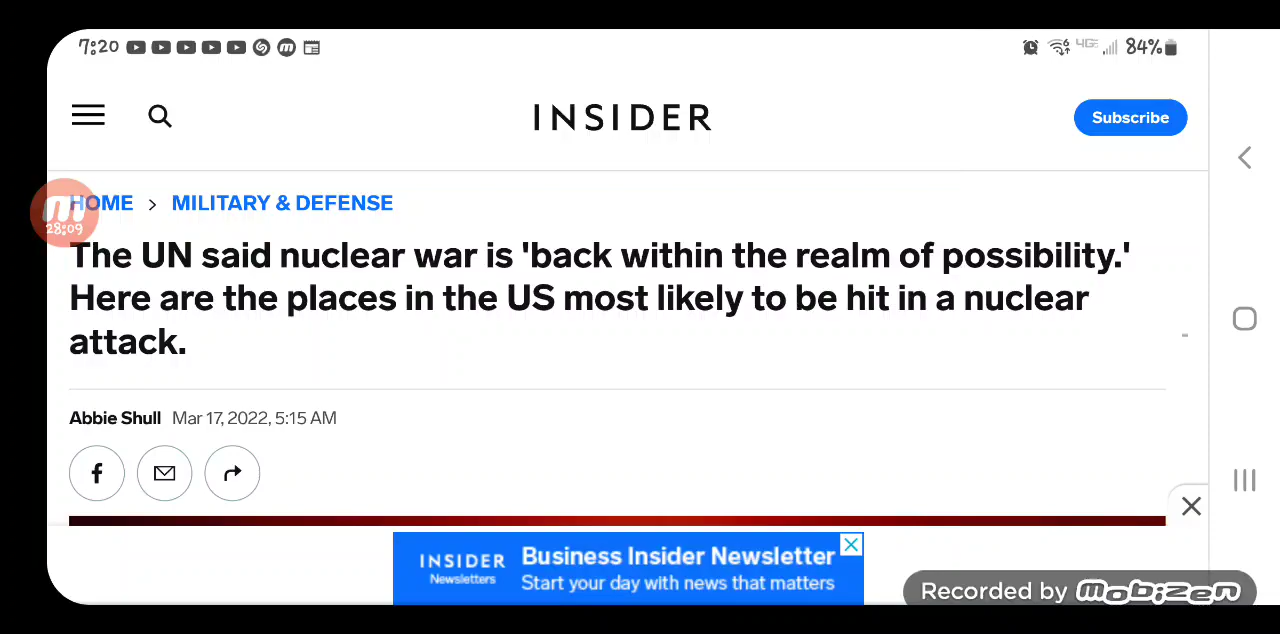 7:20
4G
84%
INSIDER
Subscribe
HOME > MILITARY & DEFENSE
28:09
The UN said nuclear war is 'back within the realm of possibility.'
Here are the places in the US most likely to be hit in a nuclear
attack.
Abbie Shull Mar 17, 2022, 5:15 AM
INSIDER
Newsletters
Business Insider Newsletter
Start your day with news that matters
Recorded by mobizen